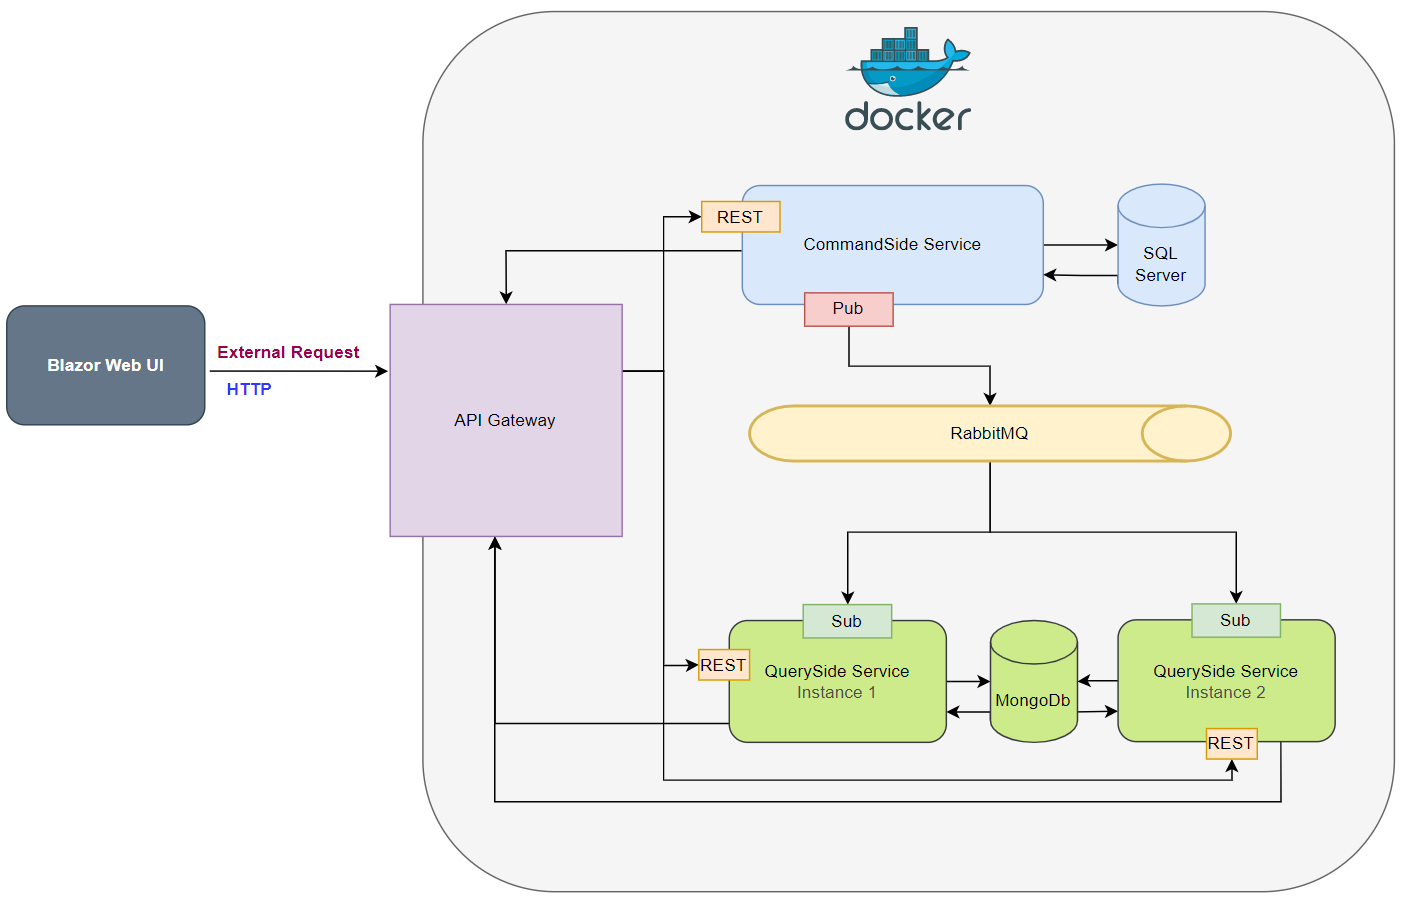 docker
REST
CommandSide Service
SQL
Server
Pub
External Request
Blazor Web UI
HTTP
API Gateway
RabbitMQ
Sub
Sub
REST
QuerySide Service
Instance 1
MongoDb
QuerySide Service
Instance 2
REST